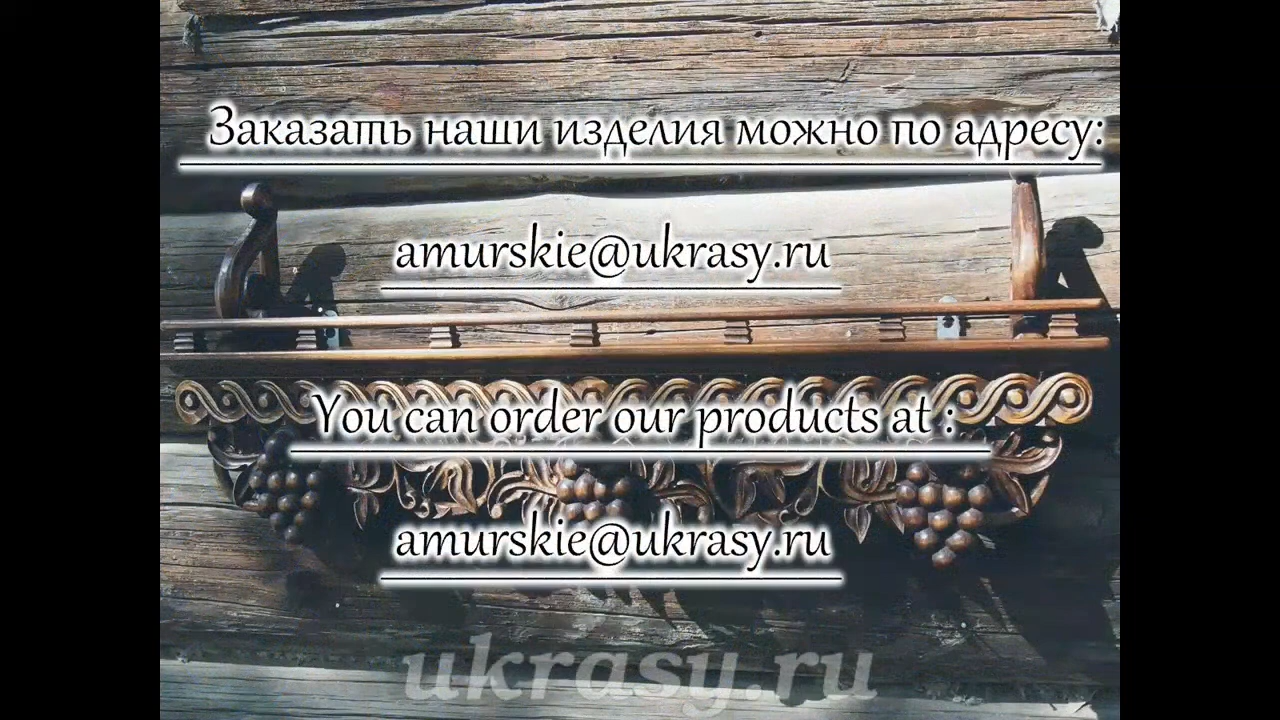 Заказать наши изделия можно по адресу:
amurskie@ukrasy.ru
You can order our products at :
amurskie@ukrasy.ru
ukrasy.ru